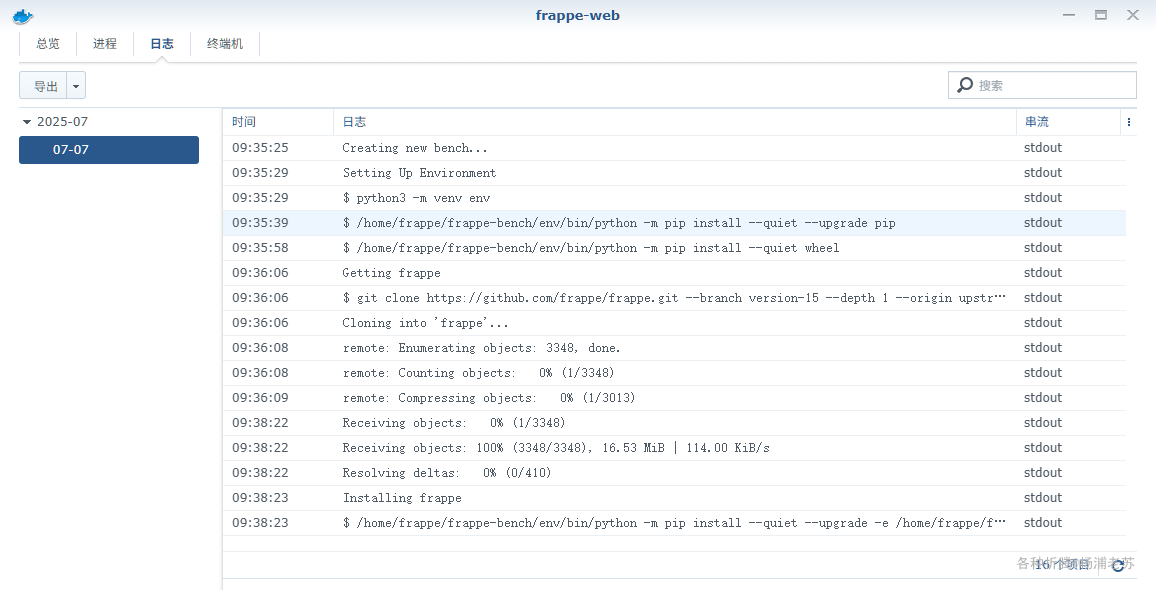 frappe-web
总览 进程 日志 终端机
导出 搜索
2025-07
07-07
时间 日志 串流
09:35:25 Creating new bench... stdout
09:35:29 Setting Up Environment stdout
09:35:29 $ python3 -m venv env stdout
09:35:39 $ /home/frappe/frappe-bench/env/bin/python -m pip install --quiet --upgrade pip stdout
09:35:58 $ /home/frappe/frappe-bench/env/bin/python -m pip install --quiet wheel stdout
09:36:06 Getting frappe stdout
09:36:06 $ git clone https://github.com/frappe/frappe.git --branch version-15 --depth 1 --origin upstr… stdout
09:36:06 Cloning into 'frappe'... stdout
09:36:08 remote: Enumerating objects: 3348, done. stdout
09:36:08 remote: Counting objects: 0% (1/3348) stdout
09:36:09 remote: Compressing objects: 0% (1/3013) stdout
09:38:22 Receiving objects: 0% (1/3348) stdout
09:38:22 Receiving objects: 100% (3348/3348), 16.53 MiB | 114.00 KiB/s stdout
09:38:22 Resolving deltas: 0% (0/410) stdout
09:38:23 Installing frappe stdout
09:38:23 $ /home/frappe/frappe-bench/env/bin/python -m pip install --quiet --upgrade -e /home/frappe/f… stdout
16个项目